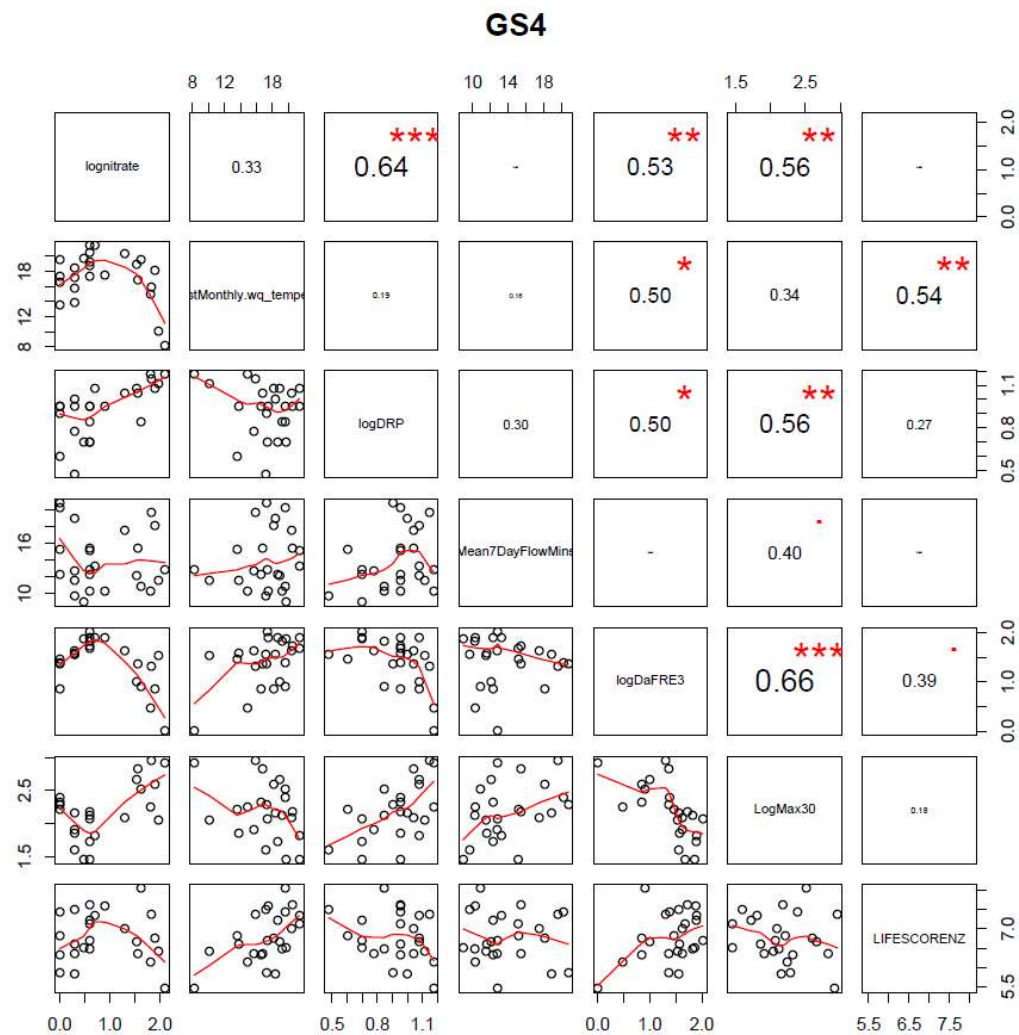 GS4
8 12 18
10 14 18
1.5 2.5
lognitrate 0.33 0.64 *** - 0.53 ** 0.56 ** - 0.0 1.0 2.0
8 12 18 stMonthly.wq_tempe 0.19 0.16 0.50 * 0.34 0.54 **
logDRP 0.30 0.50 * 0.56 ** 0.27 0.5 0.8 1.1
10 16 Mean7DayFlowMins - 0.40 . -
logDaFRE3 0.66 *** 0.39 . 0.0 1.0 2.0
1.5 2.5 LogMax30 0.18
LIFESCORENZ 5.5 7.0
0.0 1.0 2.0
0.5 0.8 1.1
0.0 1.0 2.0
5.5 6.5 7.5